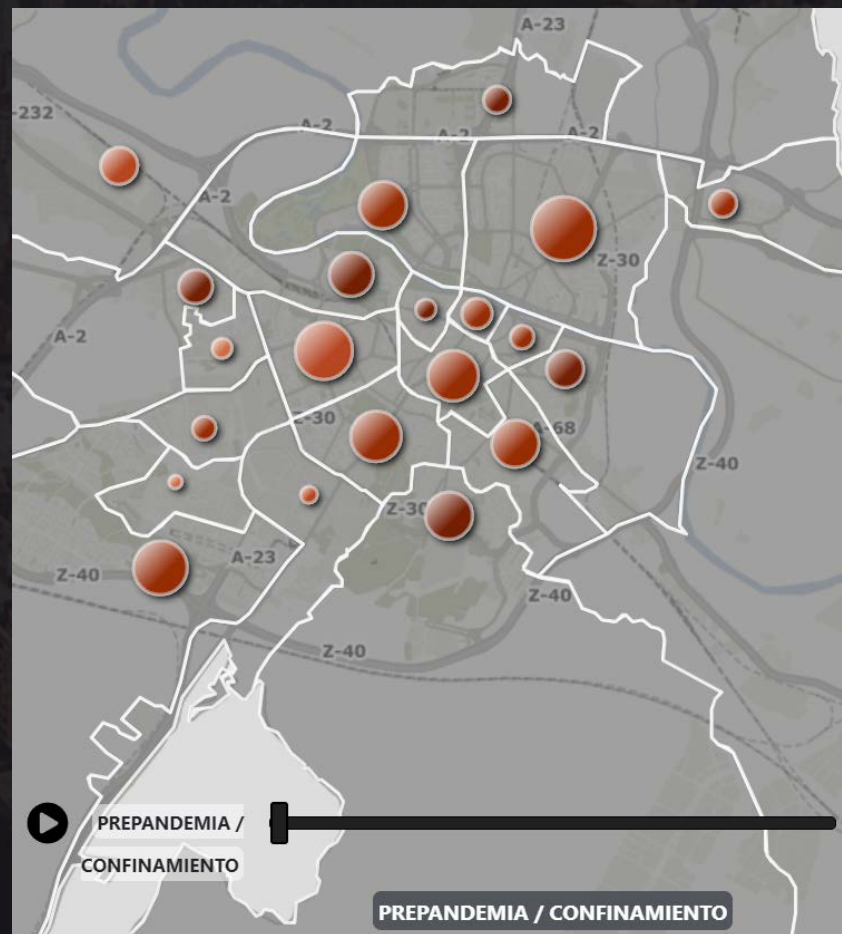 A-23
-232
A-2
A-2
A-2
A-2
Z-30
A-2
Z-30
A-68
Z-40
Z-30
A-23
Z-40
Z-40
Z-40
PREPANDEMIA /
CONFINAMIENTO
PREPANDEMIA / CONFINAMIENTO